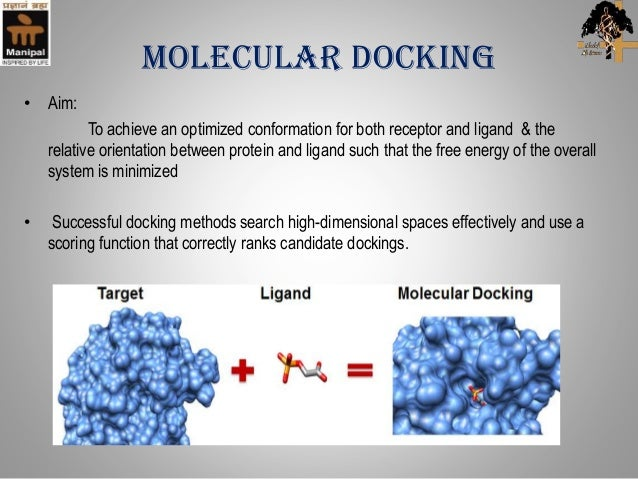 प्रज्ञानं ब्रह्म
Manipal
INSPIRED BY LIFE
MOLECULAR DOCKING
• Aim:
To achieve an optimized conformation for both receptor and ligand & the
relative orientation between protein and ligand such that the free energy of the overall
system is minimized
• Successful docking methods search high-dimensional spaces effectively and use a
scoring function that correctly ranks candidate dockings.
Target Ligand Molecular Docking
+ =